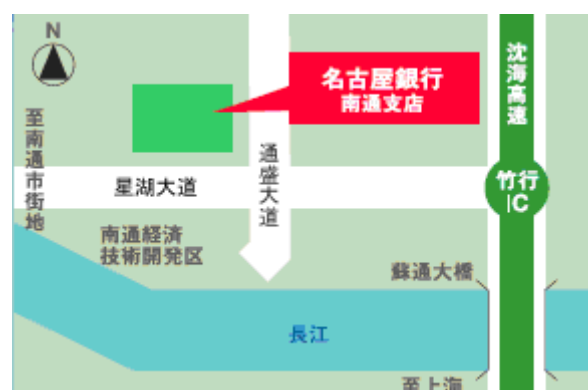 N
名古屋銀行
南通支店
沈海高速
至南通市街地
通盛大道
星湖大道
竹行
IC
南通経済
技術開発区
蘇通大橋
長江
至上海